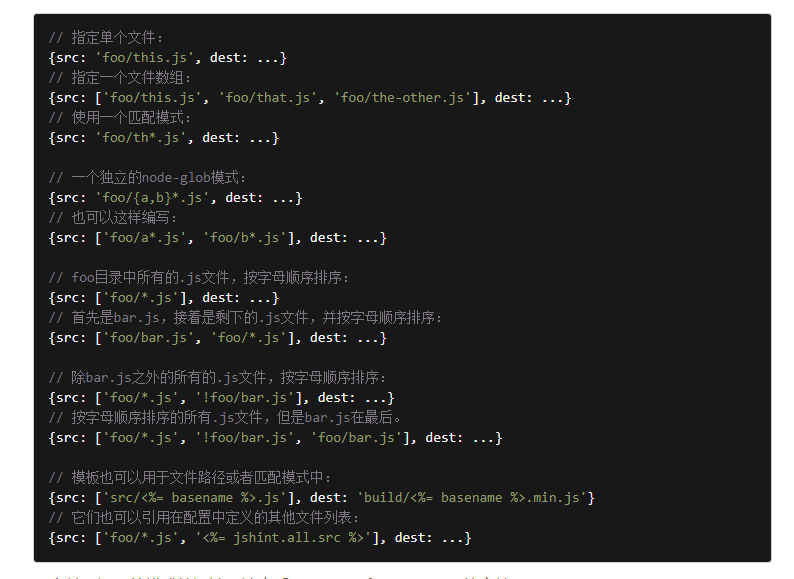 // 指定单个文件：
{src: 'foo/this.js', dest: ...}
// 指定一个文件数组：
{src: ['foo/this.js', 'foo/that.js', 'foo/the-other.js'], dest: ...}
// 使用一个匹配模式：
{src: 'foo/th*.js', dest: ...}
// 一个独立的node-glob模式：
{src: 'foo/{a,b}*.js', dest: ...}
// 也可以这样编写：
{src: ['foo/a*.js', 'foo/b*.js'], dest: ...}
// foo目录中所有的.js文件，按字母顺序排序：
{src: ['foo/*.js'], dest: ...}
// 首先是bar.js，接着是剩下的.js文件，并按字母顺序排序：
{src: ['foo/bar.js', 'foo/*.js'], dest: ...}
// 除bar.js之外的所有的.js文件，按字母顺序排序：
{src: ['foo/*.js', '!foo/bar.js'], dest: ...}
// 按字母顺序排序的所有.js文件，但是bar.js在最后。
{src: ['foo/*.js', '!foo/bar.js', 'foo/bar.js'], dest: ...}
// 模板也可以用于文件路径或者匹配模式中：
{src: ['src/<%= basename %>.js'], dest: 'build/<%= basename %>.min.js'}
// 它们也可以引用在配置中定义的其他文件列表：
{src: ['foo/*.js', '<%= jshint.all.src %>'], dest: ...}